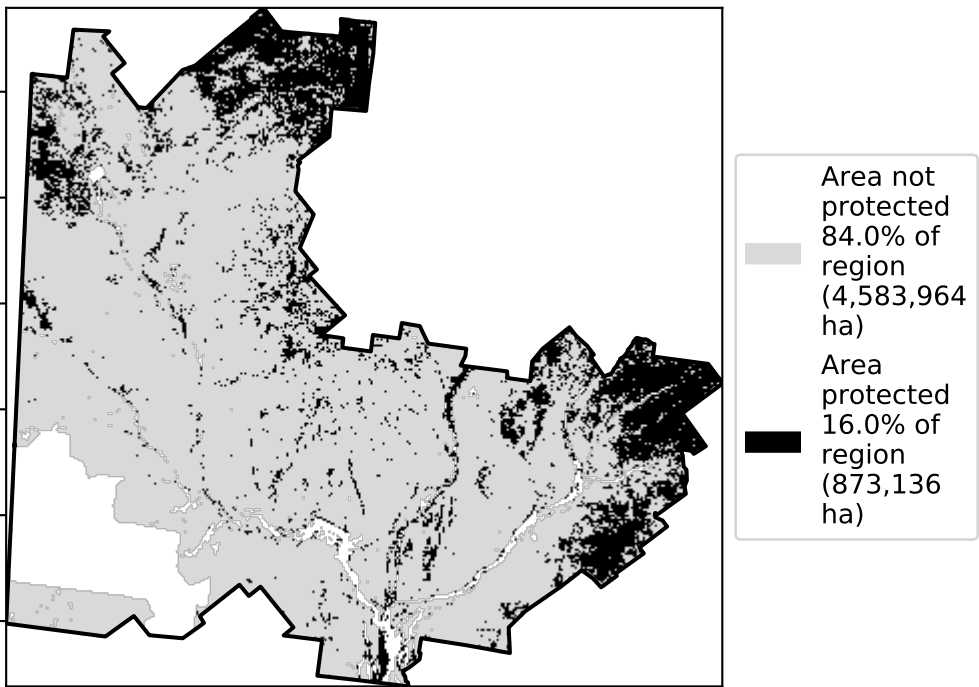 Area not
protected
84.0% of
region
(4,583,964
ha)
Area
protected
16.0% of
region
(873,136
ha)